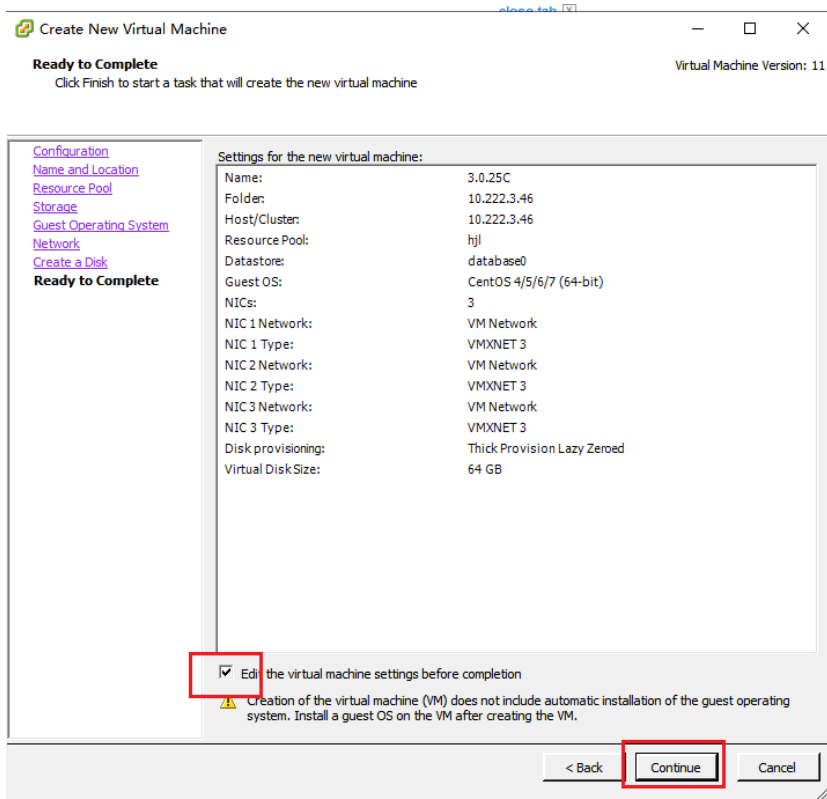 close tab
Create New Virtual Machine
Ready to Complete
Virtual Machine Version: 11
Click Finish to start a task that will create the new virtual machine
Configuration
Name and Location
Resource Pool
Storage
Guest Operating System
Network
Create a Disk
Ready to Complete
Settings for the new virtual machine:
Name: 3.0.25C
Folder: 10.222.3.46
Host/Cluster: 10.222.3.46
Resource Pool: hjl
Datastore: database0
Guest OS: CentOS 4/5/6/7 (64-bit)
NICs: 3
NIC 1 Network: VM Network
NIC 1 Type: VMXNET 3
NIC 2 Network: VM Network
NIC 2 Type: VMXNET 3
NIC 3 Network: VM Network
NIC 3 Type: VMXNET 3
Disk provisioning: Thick Provision Lazy Zeroed
Virtual Disk Size: 64 GB
Edit the virtual machine settings before completion
Creation of the virtual machine (VM) does not include automatic installation of the guest operating
system. Install a guest OS on the VM after creating the VM.
< Back
Continue
Cancel